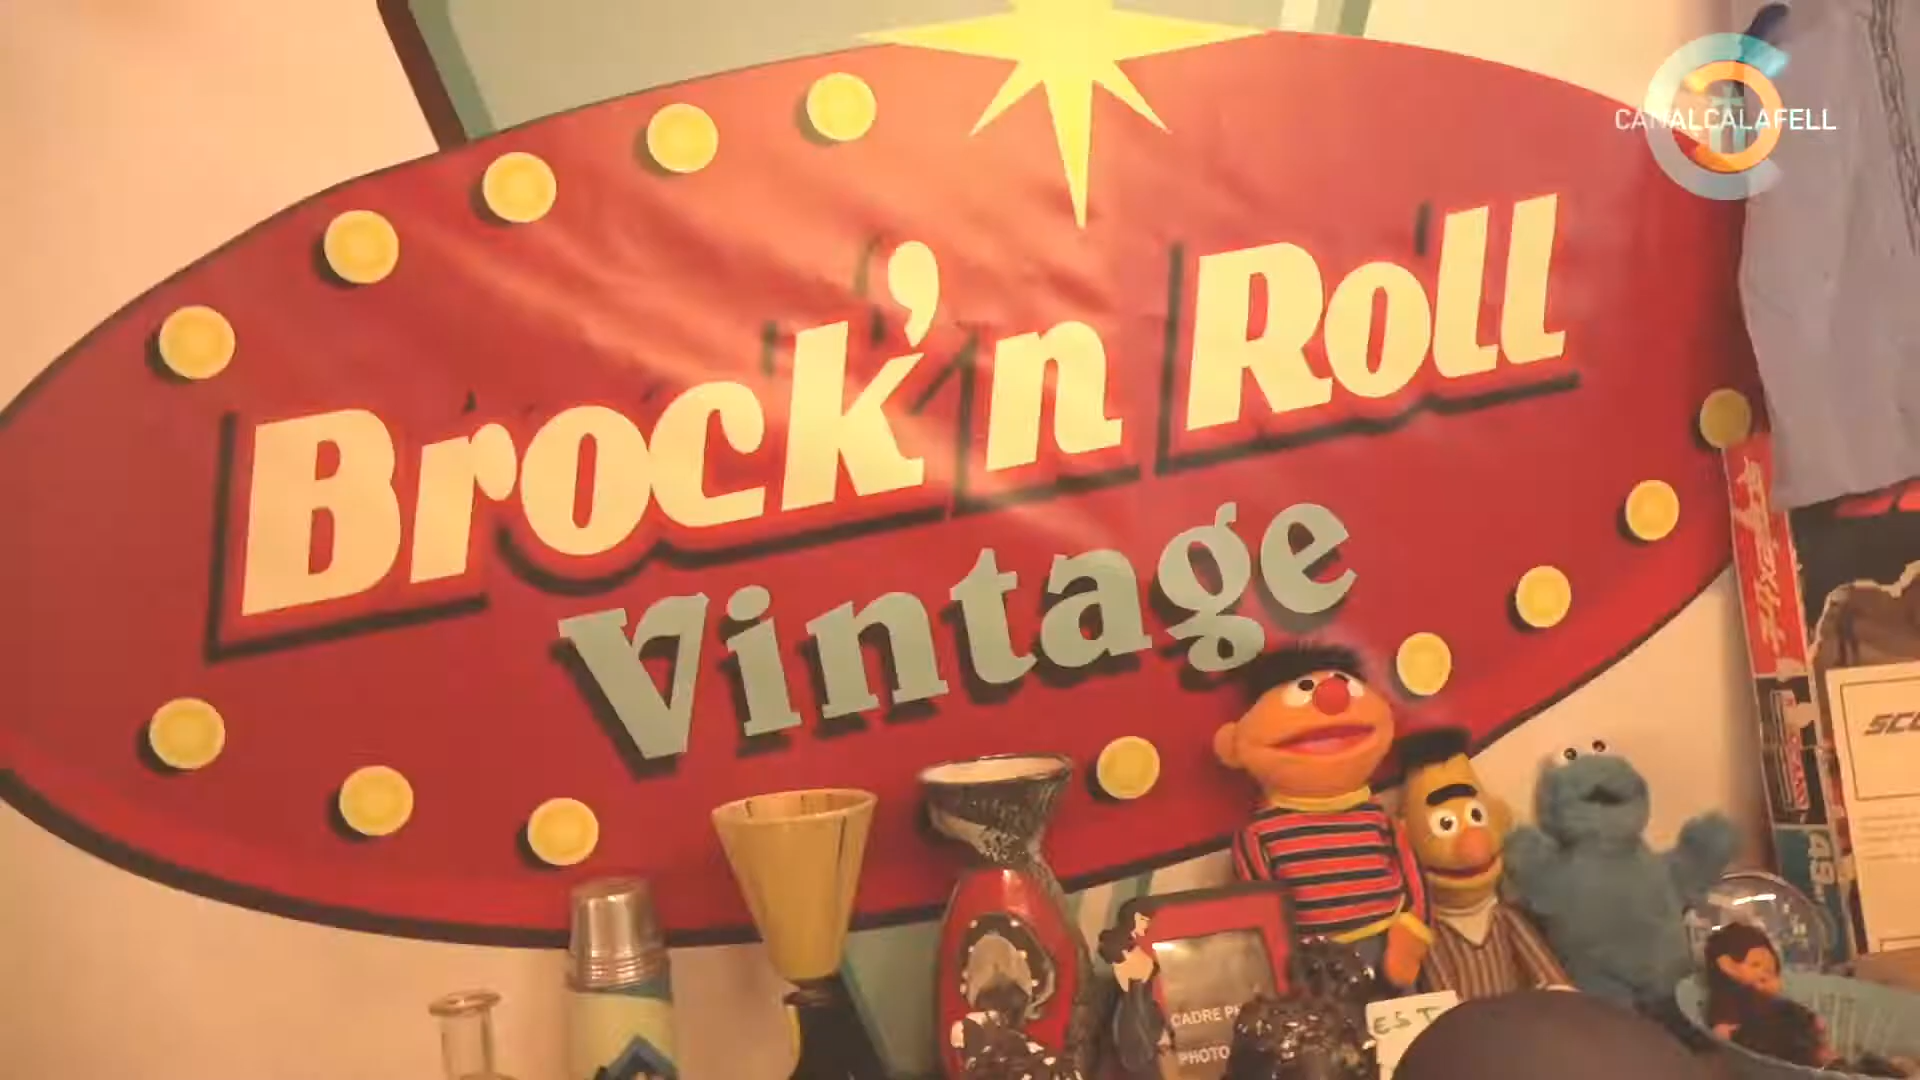 CANALCALAFELL
Brock'n Roll
Vintage
CADRE PH
PHOTO